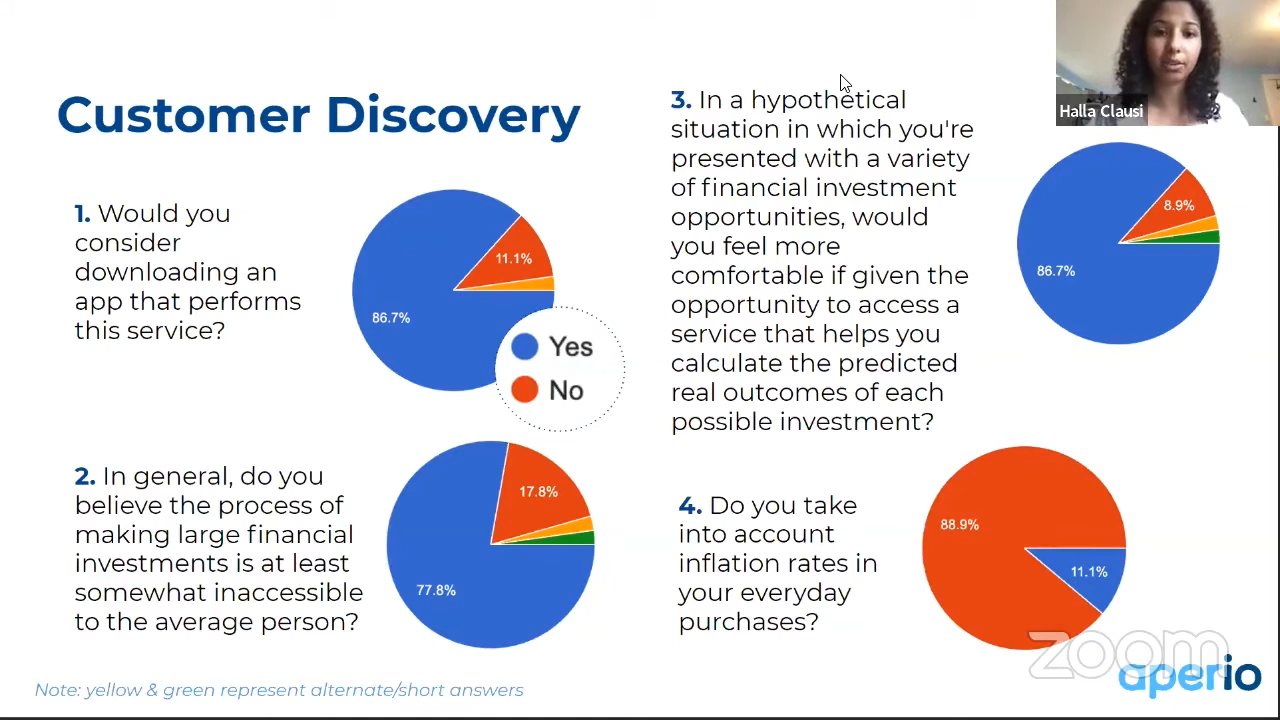 Customer Discovery
1. Would you
consider
downloading an
app that performs
this service?
86.7%
11.1%
Yes
No
2. In general, do you
believe the process of
making large financial
investments is at least
somewhat inaccessible
to the average person?
77.8%
17.8%
3. In a hypothetical
situation in which you're
presented with a variety
of financial investment
opportunities, would
you feel more
comfortable if given the
opportunity to access a
service that helps you
calculate the predicted
real outcomes of each
possible investment?
86.7%
8.9%
4. Do you take
into account
inflation rates in
your everyday
purchases?
88.9%
11.1%
Note: yellow & green represent alternate/short answers
Halla Clausi
zoom
aperio